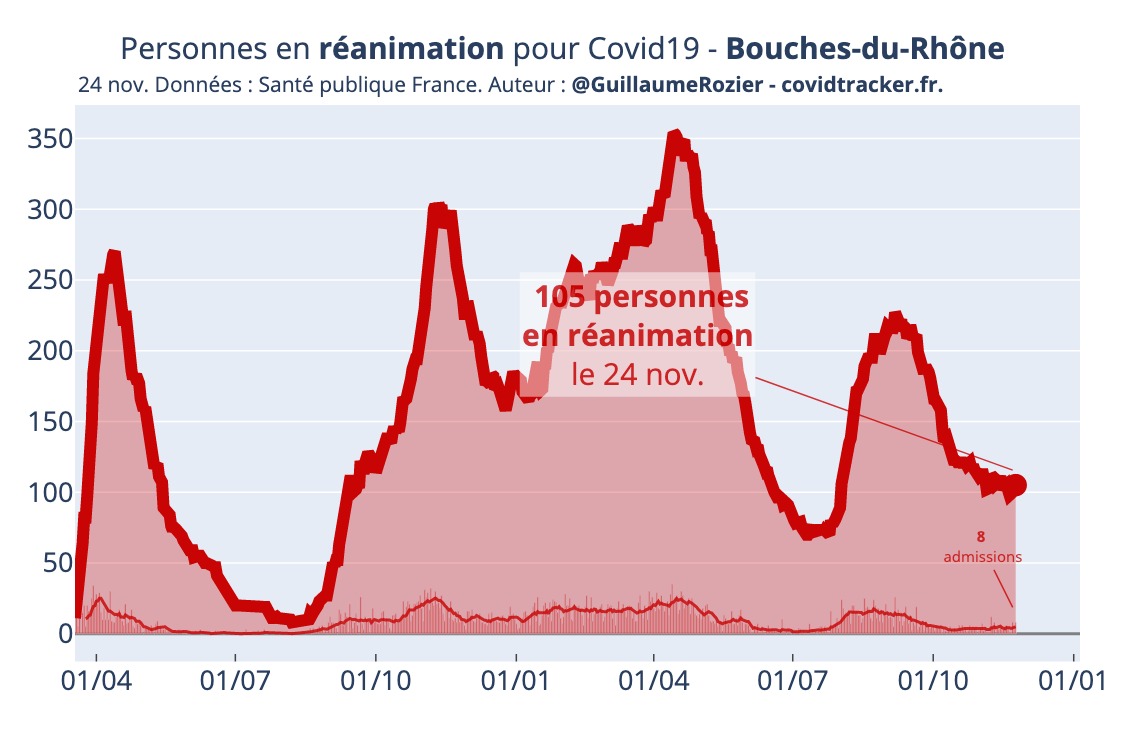 Personnes en réanimation pour Covid19 - Bouches-du-Rhône
24 nov. Données : Santé publique France. Auteur : @GuillaumeRozier - covidtracker.fr.
350
300
250
200
150
100
50
0
105 personnes
en réanimation
le 24 nov.
8
admissions
01/04 01/07 01/10 01/01 01/04 01/07 01/10 01/01